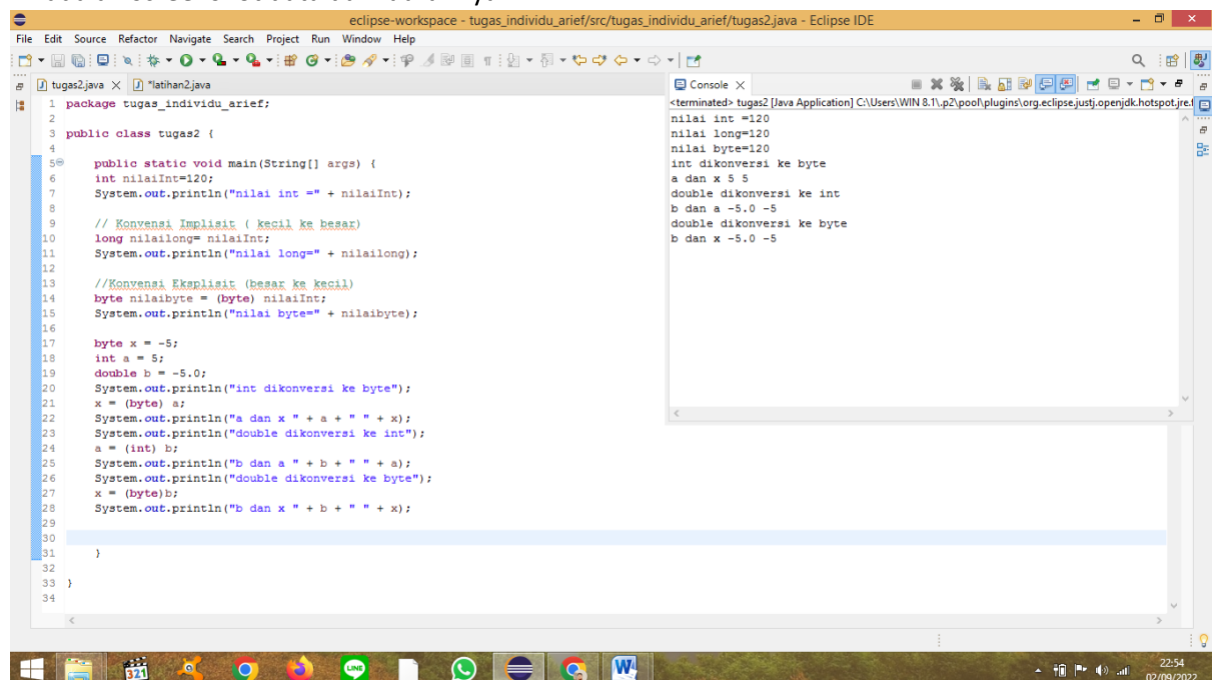 eclipse-workspace - tugas_individu_arief/src/tugas_individu_arief/tugas2.java - Eclipse IDE
File Edit Source Refactor Navigate Search Project Run Window Help
tugas2.java *latihan2.java
1 package tugas_individu_arief;
2
3 public class tugas2 {
4
5 public static void main(String[] args) {
6 int nilaiInt=120;
7 System.out.println("nilai int =" + nilaiInt);
8
9 // Konvensi Implisit ( kecil ke besar)
10 long nilailong= nilaiInt;
11 System.out.println("nilai long=" + nilailong);
12
13 //Konvensi Eksplisit (besar ke kecil)
14 byte nilaibyte = (byte) nilaiInt;
15 System.out.println("nilai byte=" + nilaibyte);
16
17 byte x = -5;
18 int a = 5;
19 double b = -5.0;
20 System.out.println("int dikonversi ke byte");
21 x = (byte) a;
22 System.out.println("a dan x " + a + " " + x);
23 System.out.println("double dikonversi ke int");
24 a = (int) b;
25 System.out.println("b dan a " + b + " " + a);
26 System.out.println("double dikonversi ke byte");
27 x = (byte)b;
28 System.out.println("b dan x " + b + " " + x);
29
30
31 }
32
33 }
34
Console
<terminated> tugas2 [Java Application] C:\Users\WIN 8.1\.p2\pool\plugins\org.eclipse.justj.openjdk.hotspot.jre.f
nilai int =120
nilai long=120
nilai byte=120
int dikonversi ke byte
a dan x 5 5
double dikonversi ke int
b dan a -5.0 -5
double dikonversi ke byte
b dan x -5.0 -5
321
LINE
W
22:54
02/09/2022